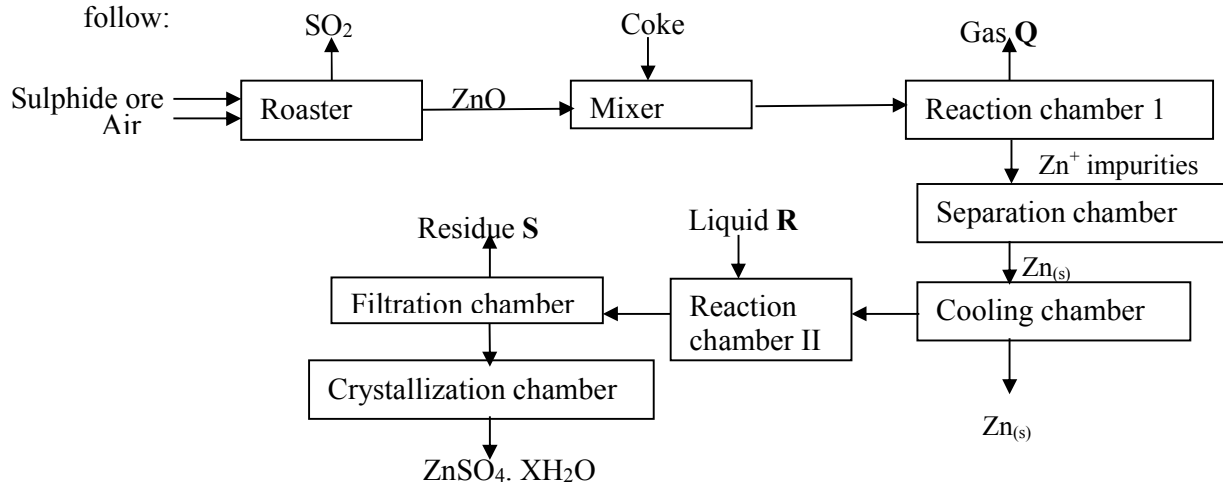 follow:
SO₂
Coke
Gas Q
Sulphide ore
Air
Roaster
ZnO
Mixer
Reaction chamber 1
Zn⁺ impurities
Separation chamber
Zn₍s₎
Cooling chamber
Zn₍s₎
Liquid R
Reaction
chamber II
Residue S
Filtration chamber
Crystallization chamber
ZnSO₄. XH₂O